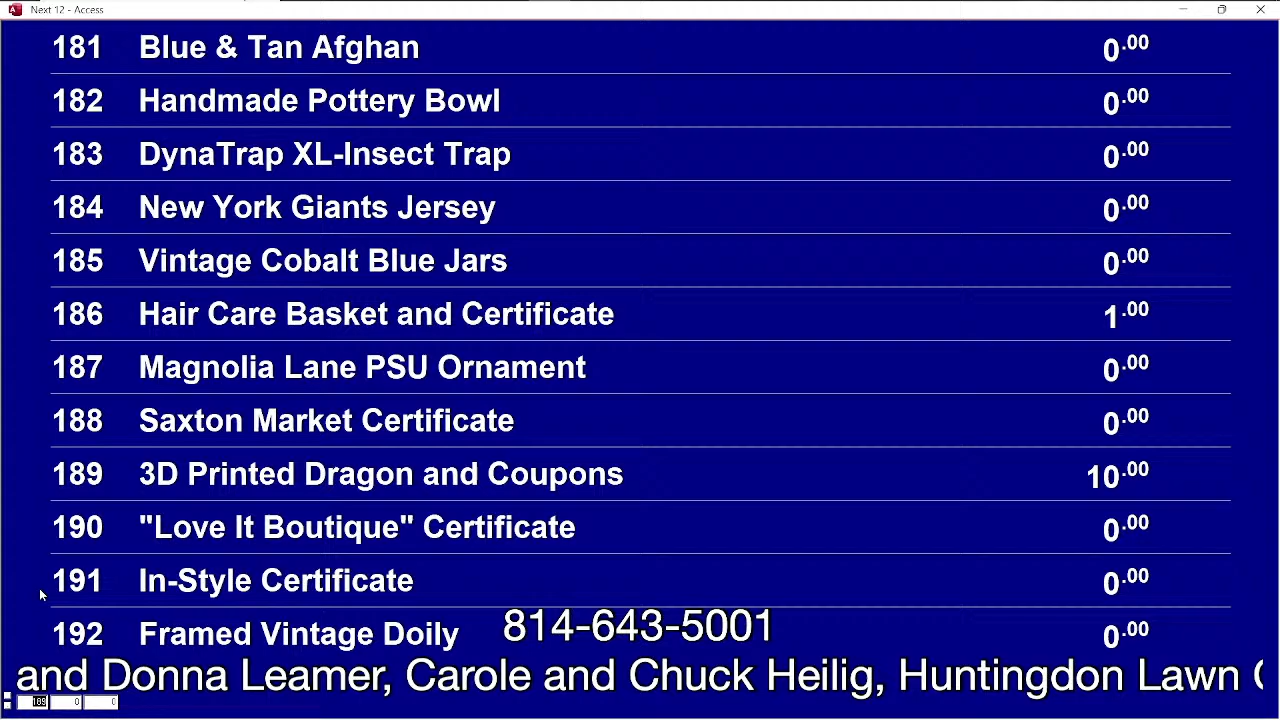 Next 12 - Access
181 Blue & Tan Afghan 0.00
182 Handmade Pottery Bowl 0.00
183 DynaTrap XL-Insect Trap 0.00
184 New York Giants Jersey 0.00
185 Vintage Cobalt Blue Jars 0.00
186 Hair Care Basket and Certificate 1.00
187 Magnolia Lane PSU Ornament 0.00
188 Saxton Market Certificate 0.00
189 3D Printed Dragon and Coupons 10.00
190 "Love It Boutique" Certificate 0.00
191 In-Style Certificate 0.00
192 Framed Vintage Doily 0.00
814-643-5001
and Donna Leamer, Carole and Chuck Heilig, Huntingdon Lawn
189 0 0